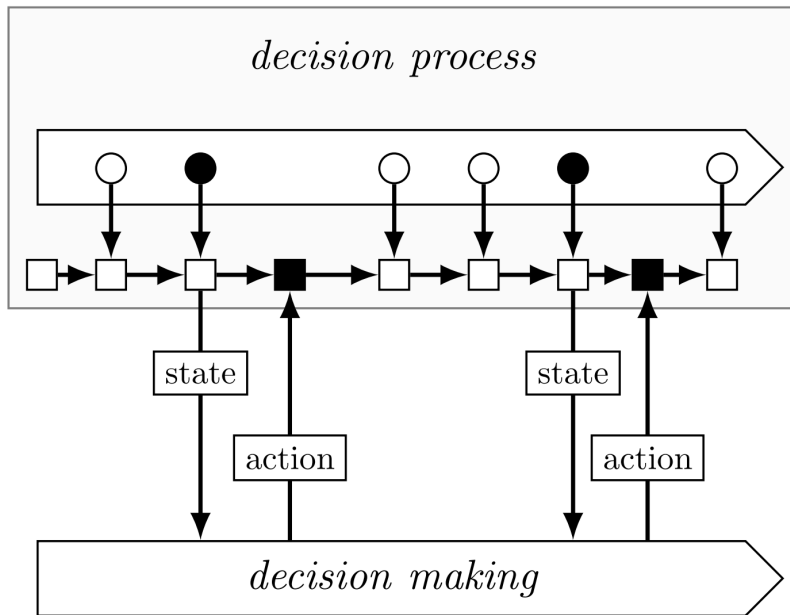 decision process
state
state
action
action
decision making